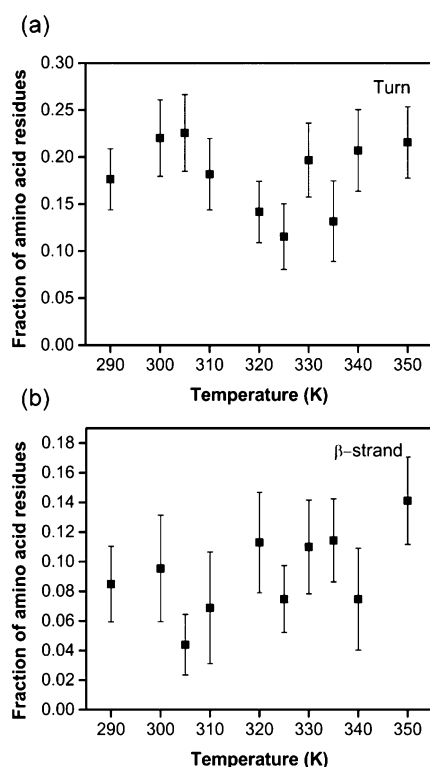 (a)
Turn
Fraction of amino acid residues
0.30
0.25
0.20
0.15
0.10
0.05
0.00
290 300 310 320 330 340 350
Temperature (K)
(b)
β−strand
Fraction of amino acid residues
0.18
0.16
0.14
0.12
0.10
0.08
0.06
0.04
0.02
0.00
290 300 310 320 330 340 350
Temperature (K)